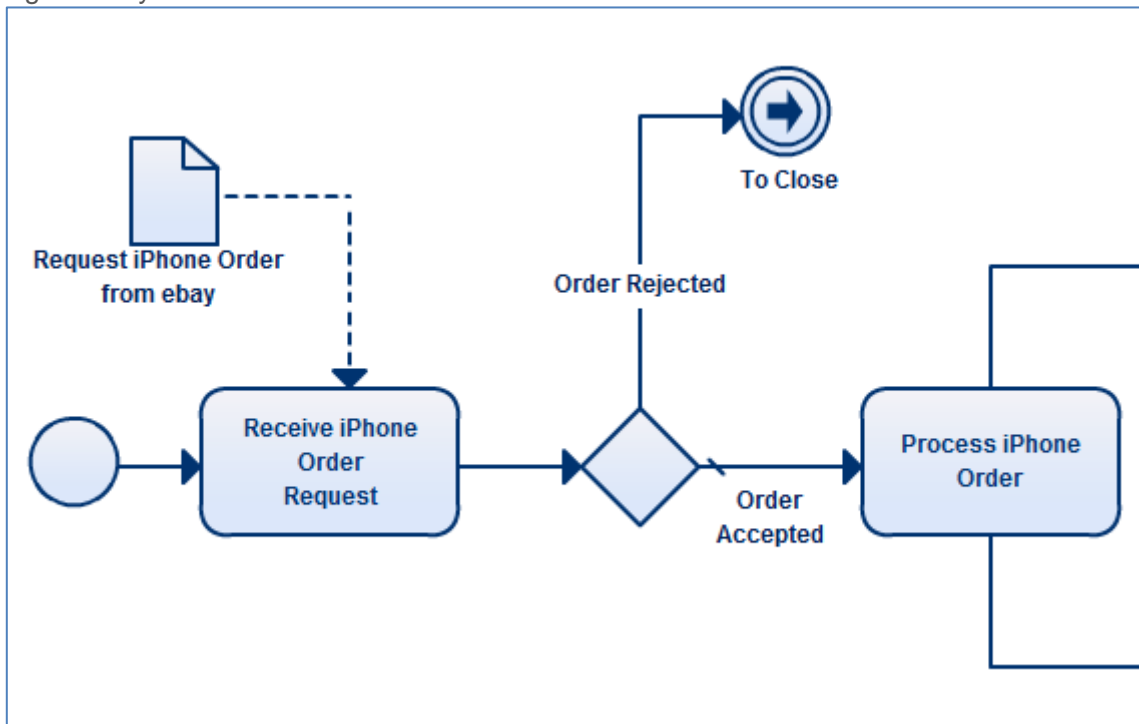 To Close
Request iPhone Order
from ebay
Order Rejected
Receive iPhone
Order
Request
Order
Accepted
Process iPhone
Order